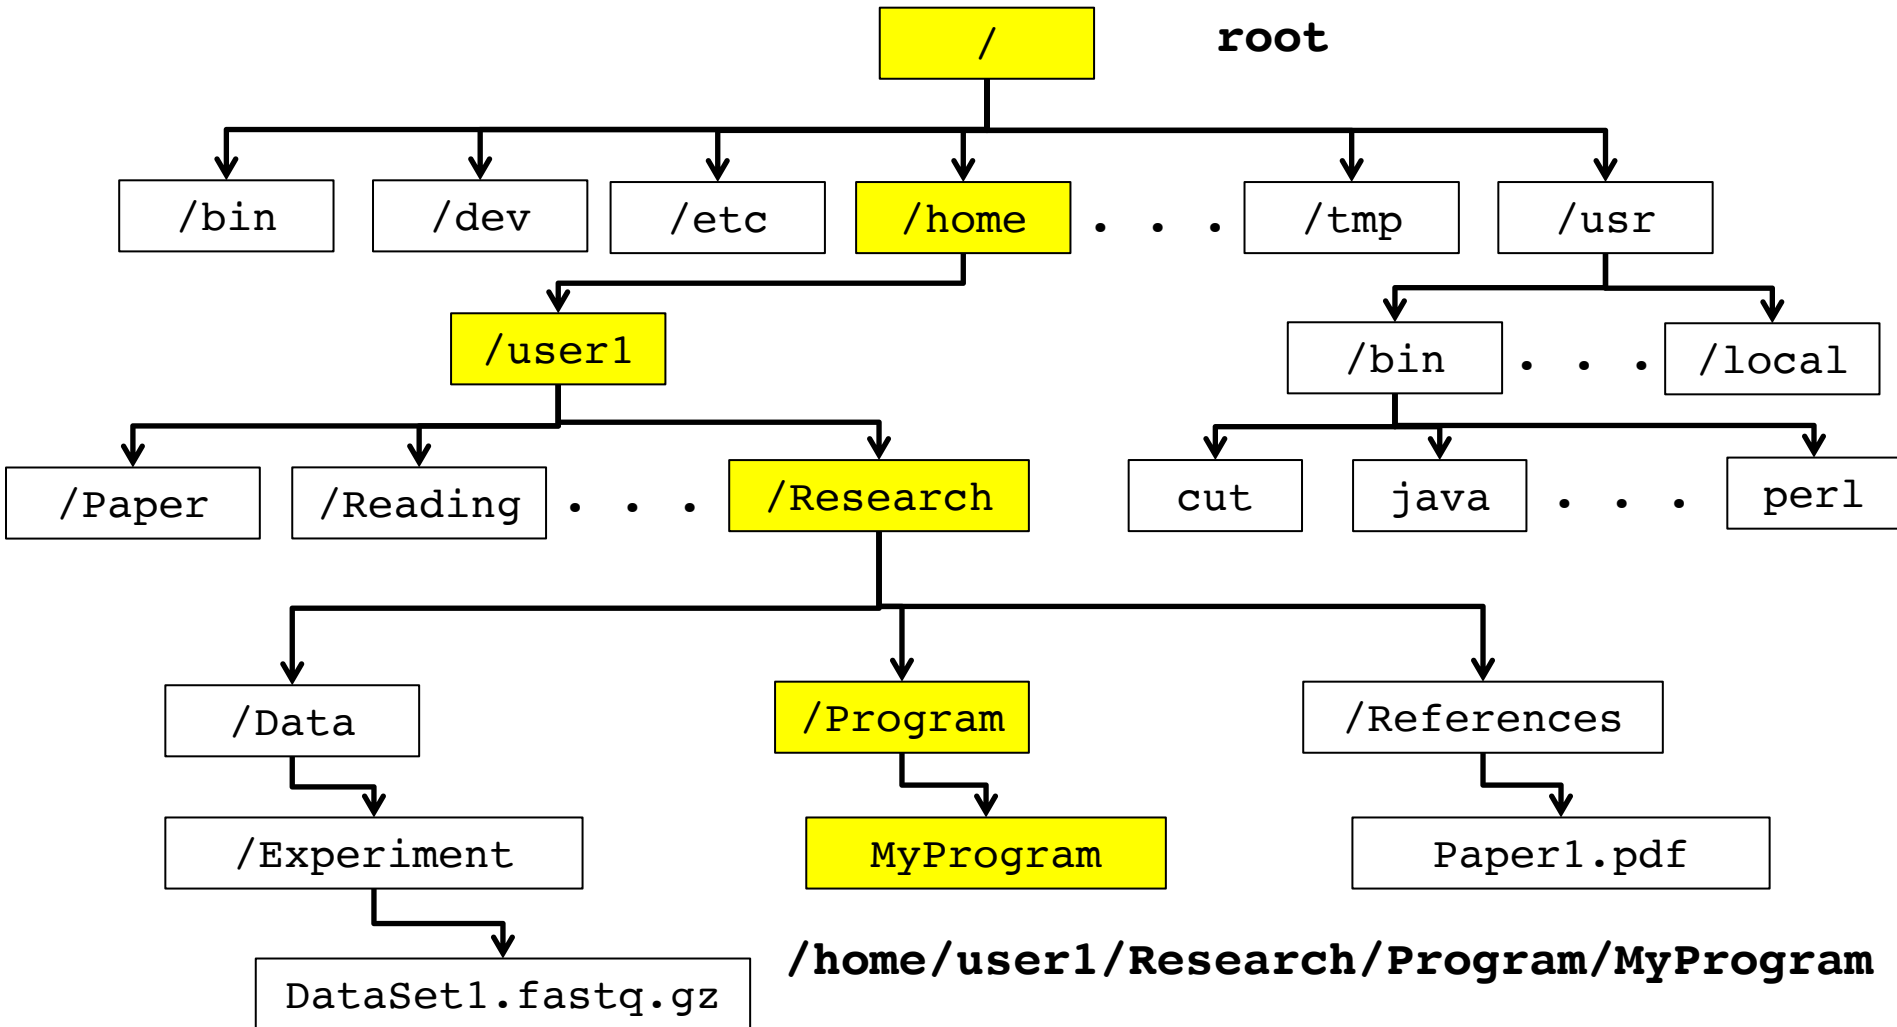 / root
/bin /dev /etc /home . . . /tmp /usr
/user1 /bin . . . /local
/Paper /Reading . . . /Research cut java . . . perl
/Data /Program /References
/Experiment MyProgram Paper1.pdf
/home/user1/Research/Program/MyProgram
DataSet1.fastq.gz